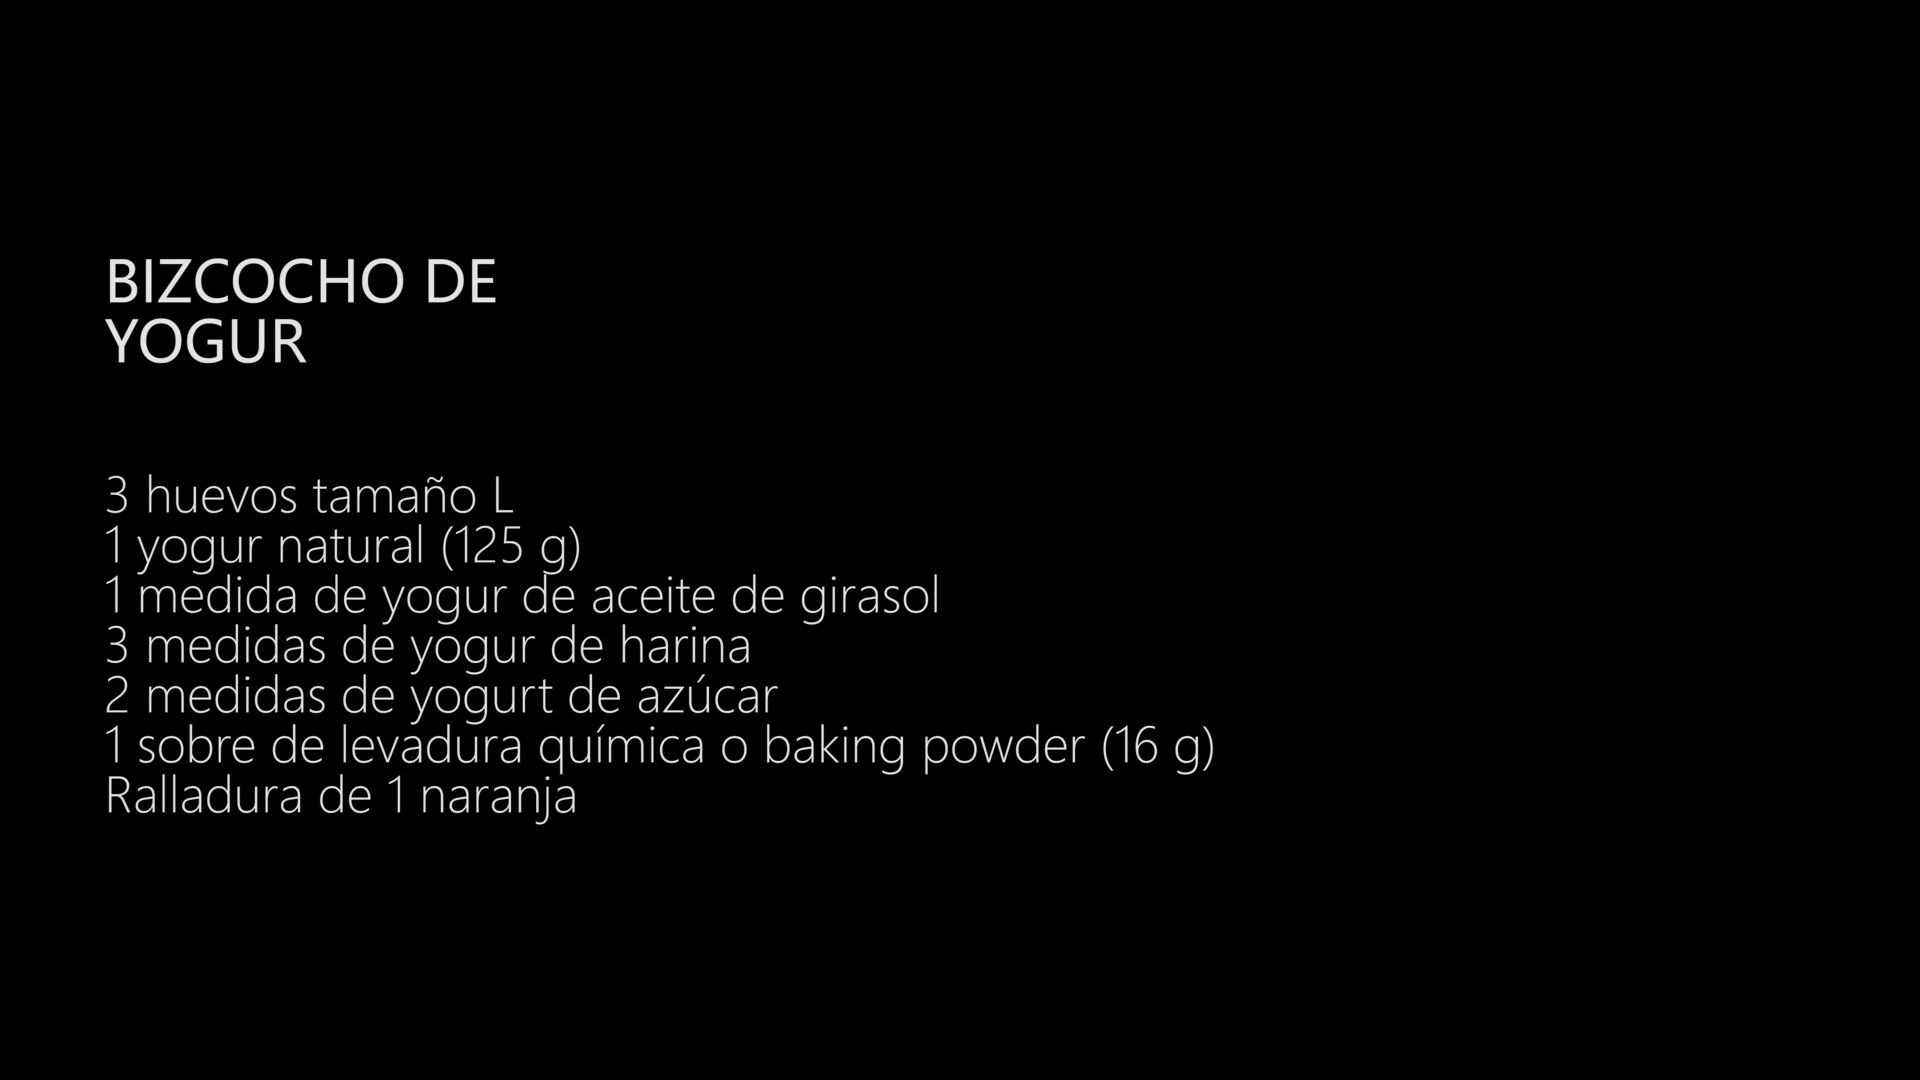 BIZCOCHO DE
YOGUR
3 huevos tamaño L
1 yogur natural (125 g)
1 medida de yogur de aceite de girasol
3 medidas de yogur de harina
2 medidas de yogurt de azúcar
1 sobre de levadura química o baking powder (16 g)
Ralladura de 1 naranja